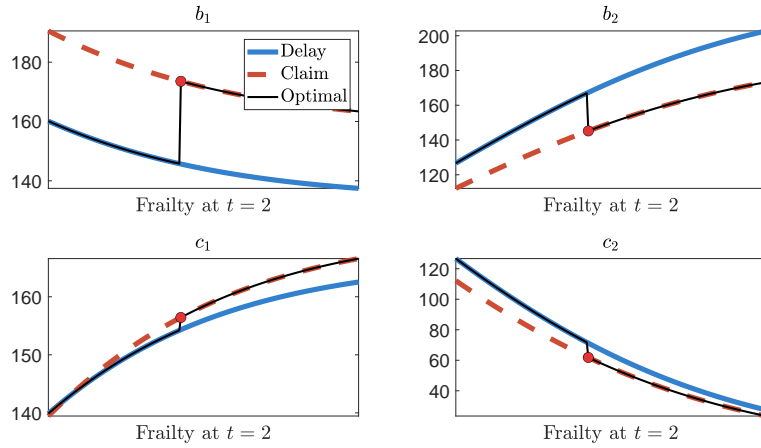 b₁
180
160
140
Delay
Claim
Optimal
Frailty at t = 2
b₂
200
180
160
140
120
Frailty at t = 2
c₁
160
150
140
Frailty at t = 2
c₂
120
100
80
60
40
Frailty at t = 2